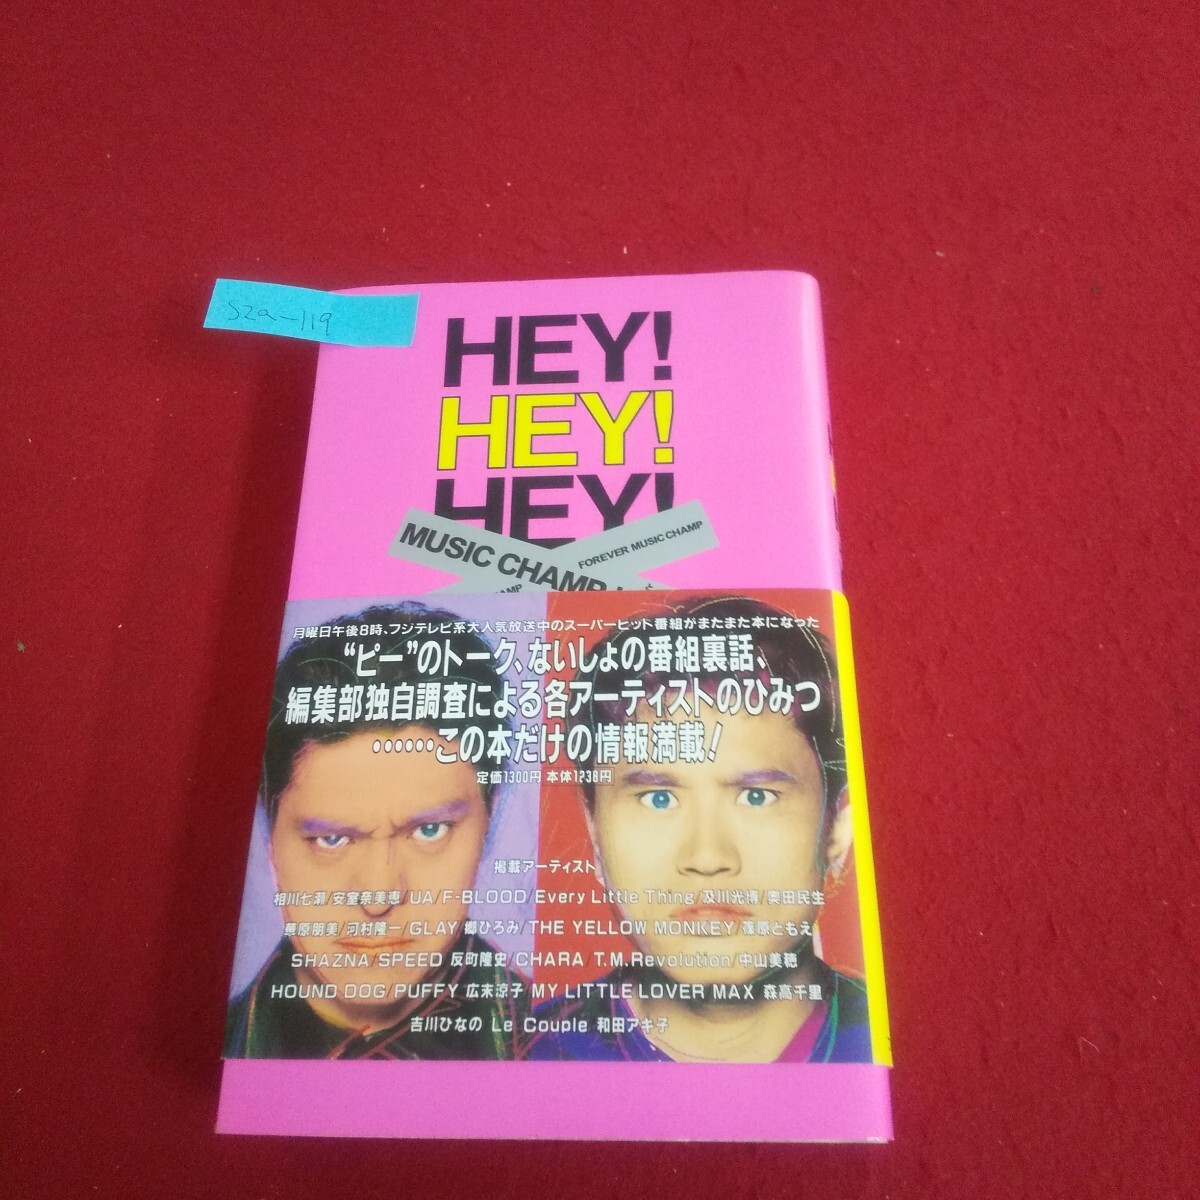 S2a-119
HEY!
HEY!
HEY!
MUSIC CHAMP
FOREVER MUSIC CHAMP
月曜日午後8時、フジテレビ系大人気放送中のスーパーヒット番組がまたまた本になった
“ピー”のトーク、ないしょの番組裏話、
編集部独自調査による各アーティストのひみつ
……この本だけの情報満載!
定価1300円 本体1238円
掲載アーティスト
相川七瀬/安室奈美恵/UA/F-BLOOD/Every Little Thing/及川光博/奥田民生
華原朋美/河村隆一/GLAY/郷ひろみ/THE YELLOW MONKEY/篠原ともえ
SHAZNA/SPEED 反町隆史/CHARA/T.M.Revolution/中山美穂
HOUND DOG/PUFFY 広末涼子/MY LITTLE LOVER MAX 森高千里
吉川ひなの Le Couple 和田アキ子